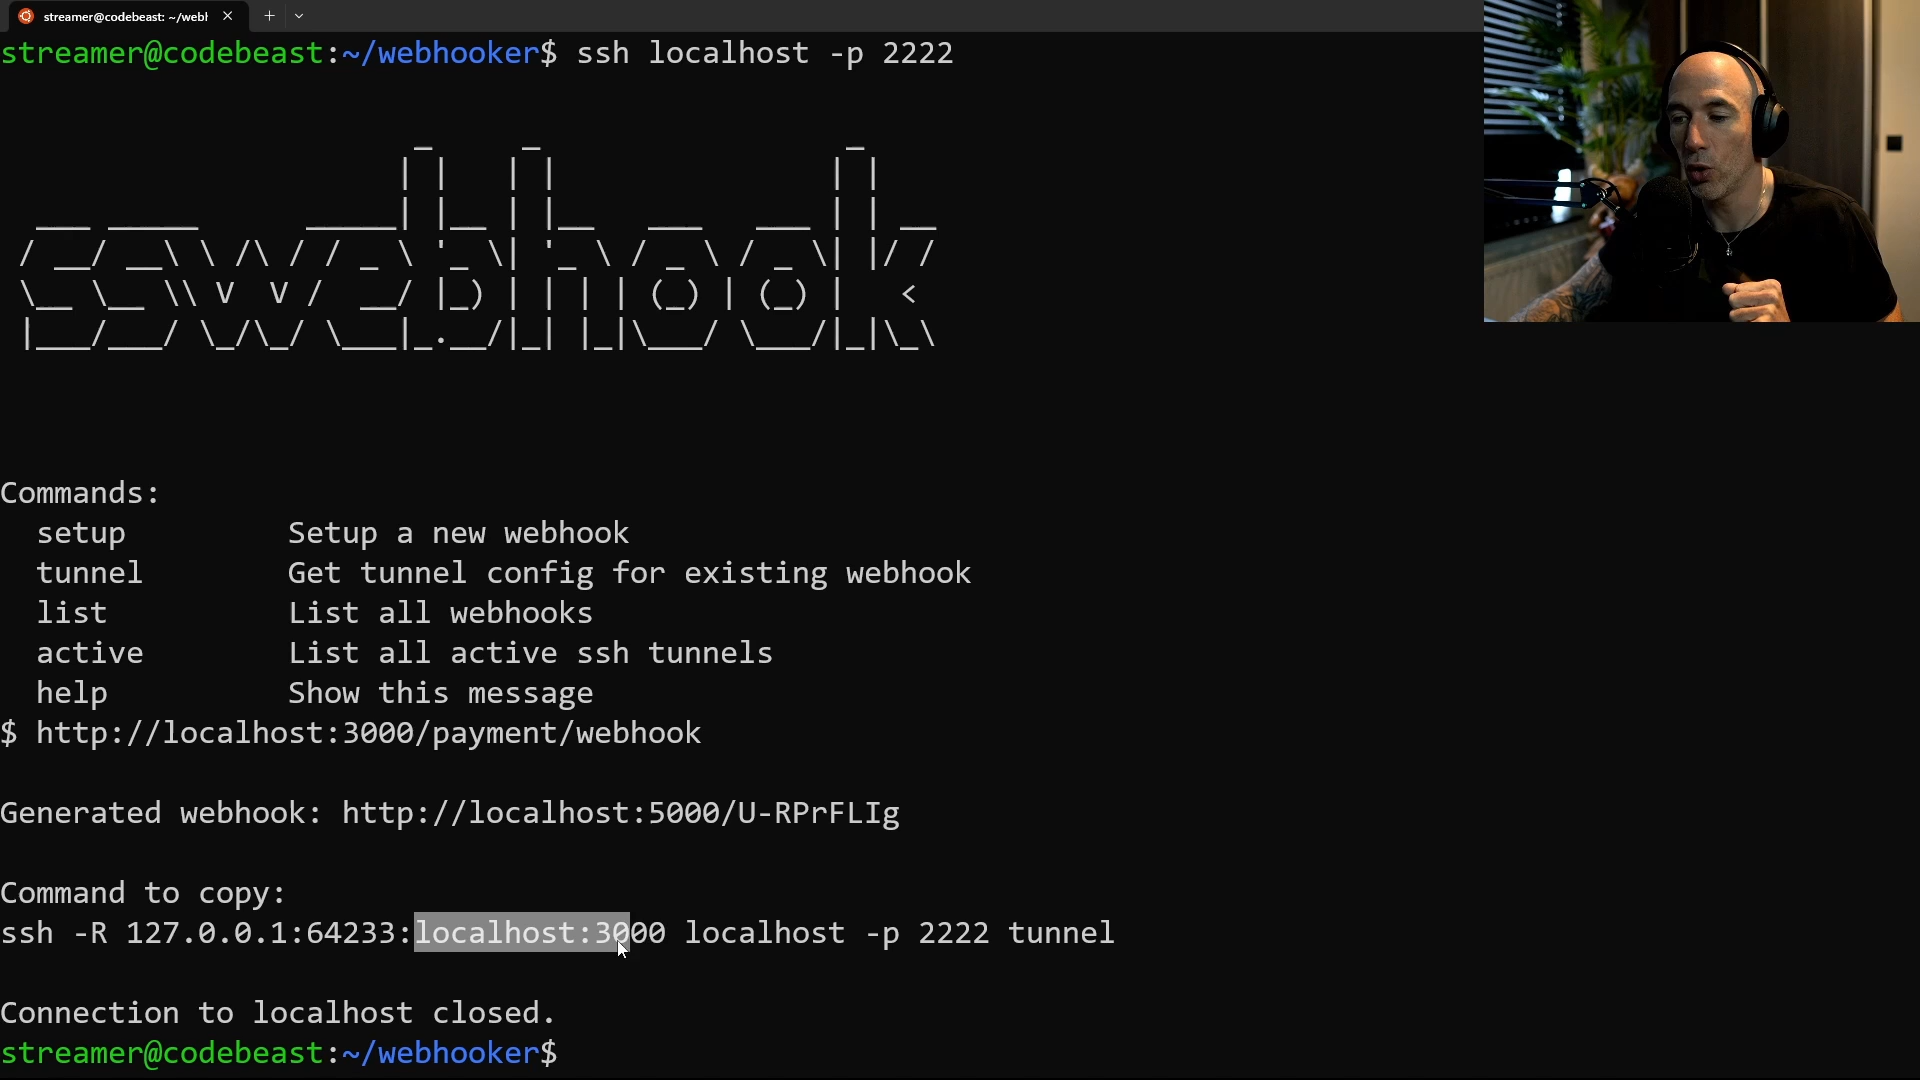 streamer@codebeast: ~/webl
streamer@codebeast:~/webhooker$ ssh localhost -p 2222
sswebhook
Commands:
setup Setup a new webhook
tunnel Get tunnel config for existing webhook
list List all webhooks
active List all active ssh tunnels
help Show this message
$ http://localhost:3000/payment/webhook
Generated webhook: http://localhost:5000/U-RPrFLIg
Command to copy:
ssh -R 127.0.0.1:64233:localhost:3000 localhost -p 2222 tunnel
Connection to localhost closed.
streamer@codebeast:~/webhooker$